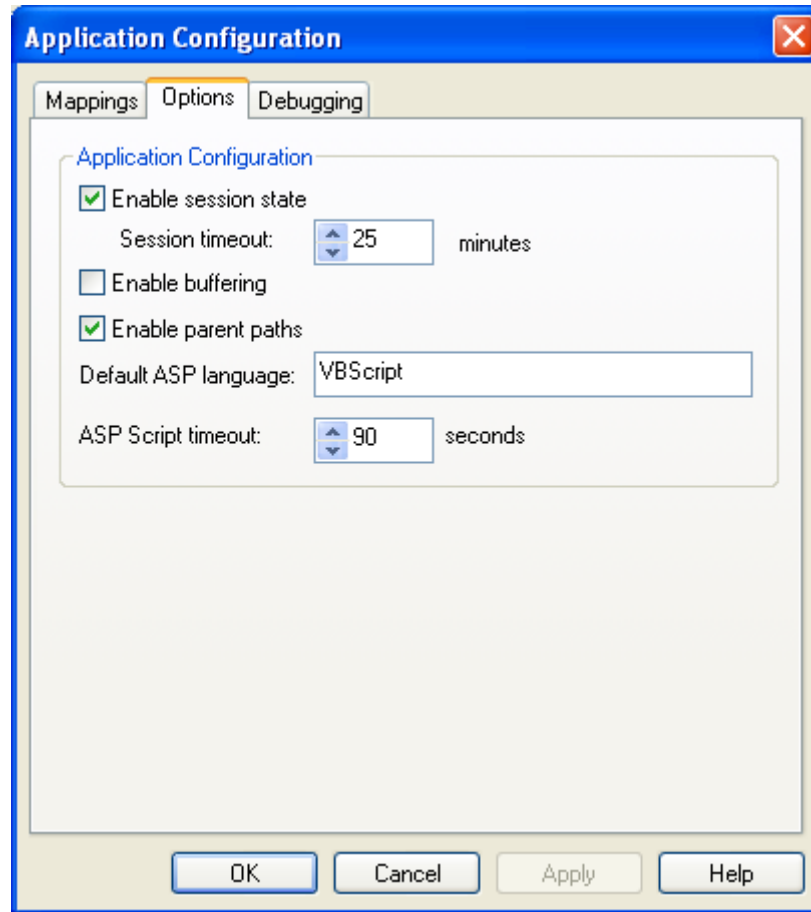 Application Configuration
Mappings Options Debugging
Application Configuration
Enable session state
Session timeout: 25 minutes
Enable buffering
Enable parent paths
Default ASP language: VBScript
ASP Script timeout: 90 seconds
OK Cancel Apply Help